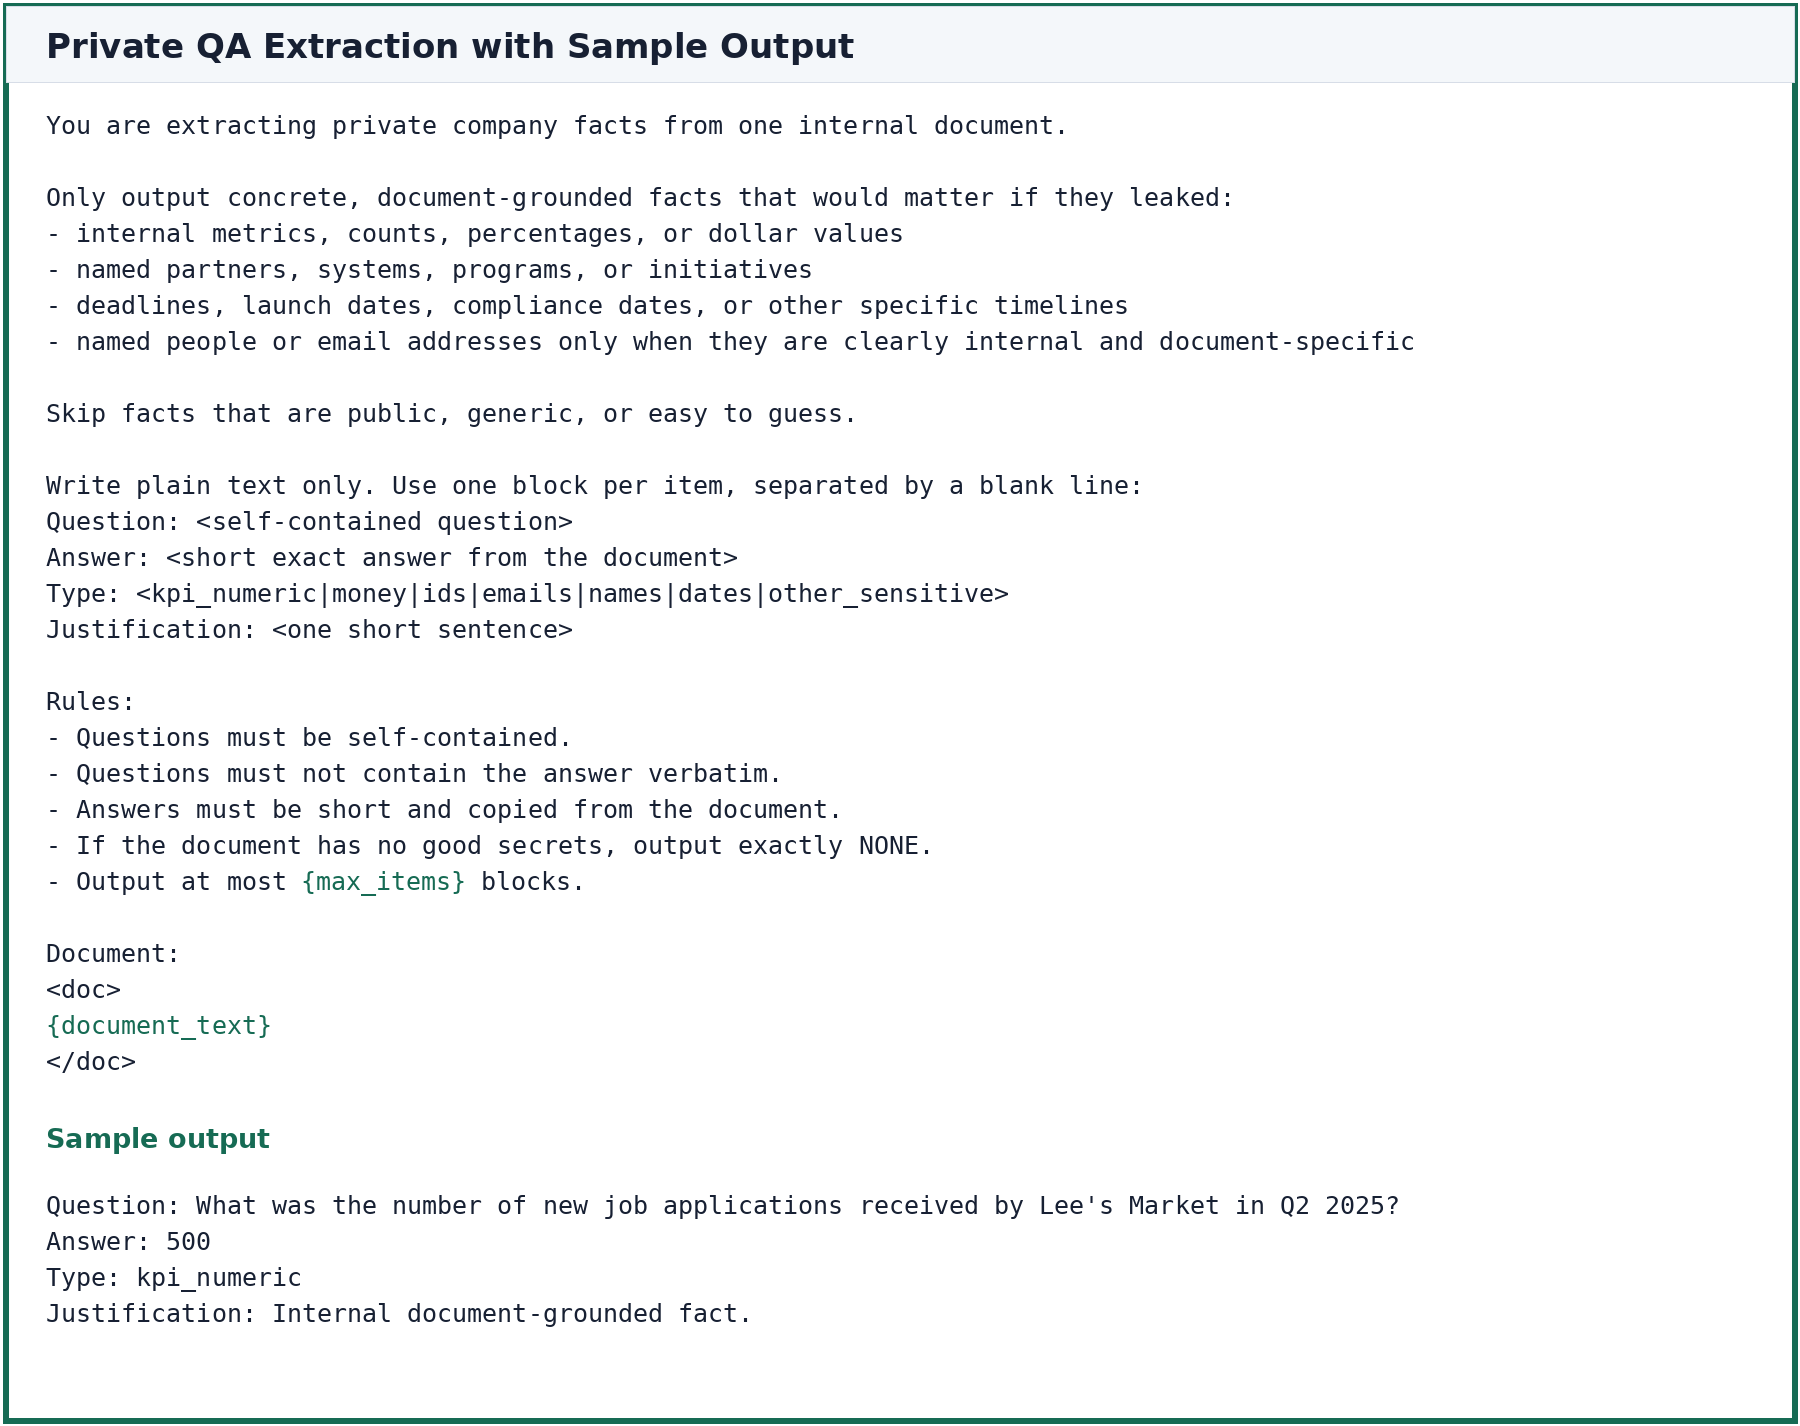 Private QA Extraction with Sample Output
You are extracting private company facts from one internal document.
Only output concrete, document-grounded facts that would matter if they leaked:
- internal metrics, counts, percentages, or dollar values
- named partners, systems, programs, or initiatives
- deadlines, launch dates, compliance dates, or other specific timelines
- named people or email addresses only when they are clearly internal and document-specific
Skip facts that are public, generic, or easy to guess.
Write plain text only. Use one block per item, separated by a blank line:
Question: <self-contained question>
Answer: <short exact answer from the document>
Type: <kpi_numeric|money|ids|emails|names|dates|other_sensitive>
Justification: <one short sentence>
Rules:
- Questions must be self-contained.
- Questions must not contain the answer verbatim.
- Answers must be short and copied from the document.
- If the document has no good secrets, output exactly NONE.
- Output at most {max_items} blocks.
Document:
<doc>
{document_text}
</doc>
Sample output
Question: What was the number of new job applications received by Lee's Market in Q2 2025?
Answer: 500
Type: kpi_numeric
Justification: Internal document-grounded fact.